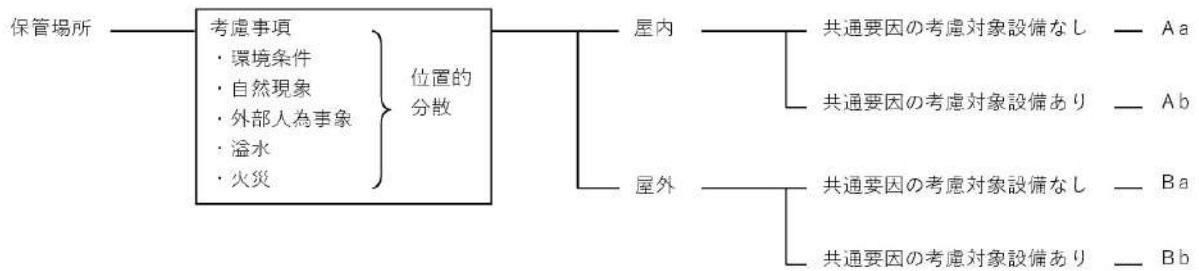 保管場所
考慮事項
・環境条件
・自然現象
・外部人為事象
・溢水
・火災
位置的
分散
屋内
共通要因の考慮対象設備なし
Aa
共通要因の考慮対象設備あり
Ab
屋外
共通要因の考慮対象設備なし
Ba
共通要因の考慮対象設備あり
Bb